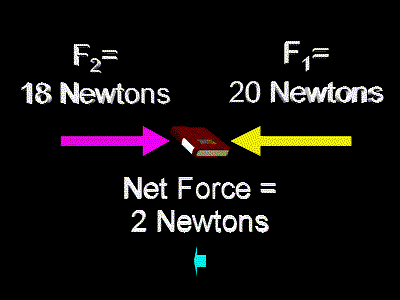 F₂=
18 Newtons
F₁=
20 Newtons
Net Force =
2 Newtons